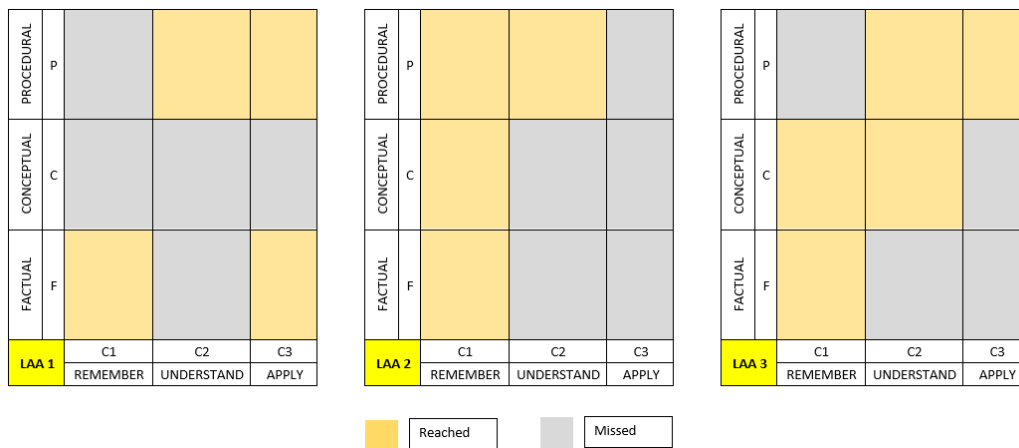 PROCEDURAL P
CONCEPTUAL C
FACTUAL F
LAA 1 C1 C2 C3
REMEMBER UNDERSTAND APPLY
PROCEDURAL P
CONCEPTUAL C
FACTUAL F
LAA 2 C1 C2 C3
REMEMBER UNDERSTAND APPLY
PROCEDURAL P
CONCEPTUAL C
FACTUAL F
LAA 3 C1 C2 C3
REMEMBER UNDERSTAND APPLY
Reached Missed